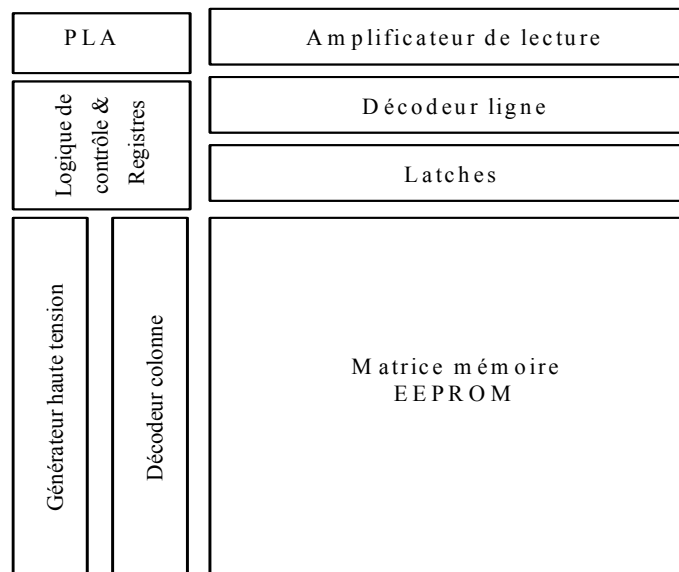 PLA
Amplificateur de lecture
Logique de
contrôle &
Registres
Décodeur ligne
Latches
Générateur haute tension
Décodeur colonne
Matrice mémoire
EEPROM